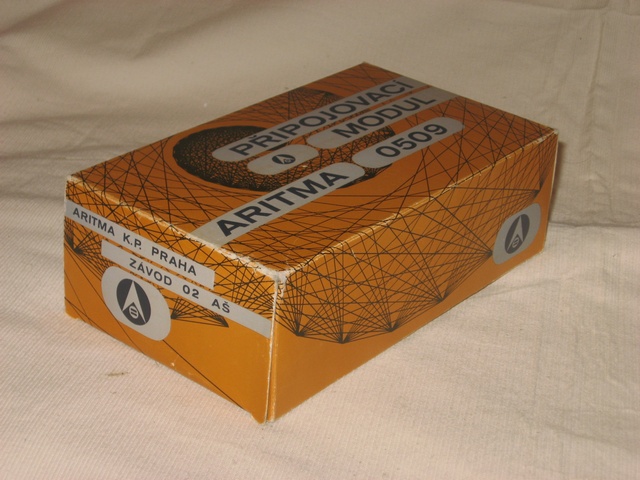 PŘIPOJOVACÍ
MODUL
ARITMA 0509
ARITMA K.P. PRAHA
ZÁVOD 02 AŠ